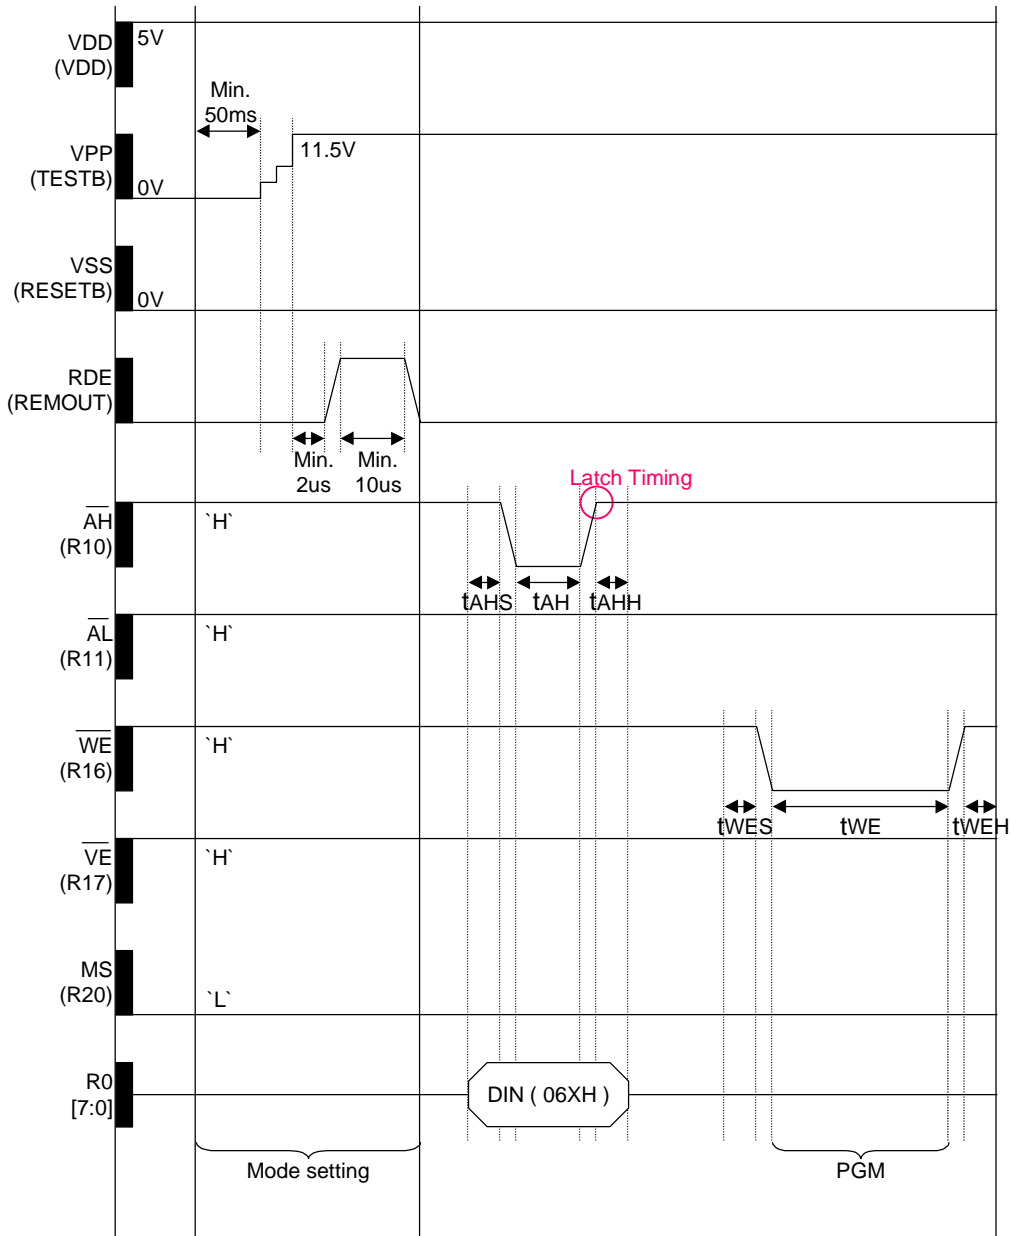 VDD
(VDD)
5V
Min.
50ms
VPP
(TESTB)
11.5V
0V
VSS
(RESETB)
0V
RDE
(REMOUT)
Min.
2us
Min.
10us
Latch Timing
AH
(R10)
`H`
tAHS
tAH
tAHH
AL
(R11)
`H`
WE
(R16)
`H`
tWES
tWE
tWEH
VE
(R17)
`H`
MS
(R20)
`L`
R0
[7:0]
DIN ( 06XH )
Mode setting
PGM